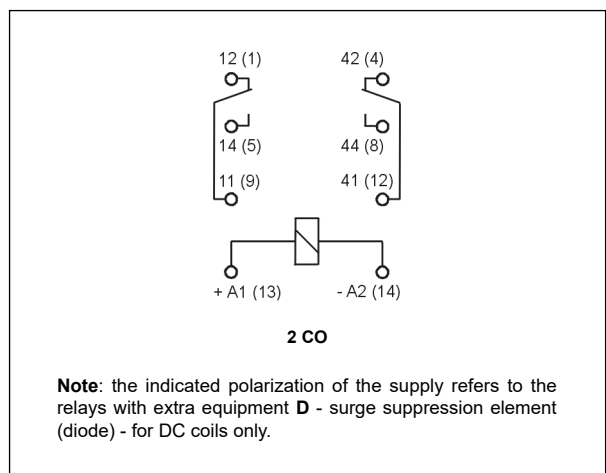 12 (1) 42 (4)
14 (5) 44 (8)
11 (9) 41 (12)
+ A1 (13) - A2 (14)
2 CO
Note: the indicated polarization of the supply refers to the
relays with extra equipment D - surge suppression element
(diode) - for DC coils only.